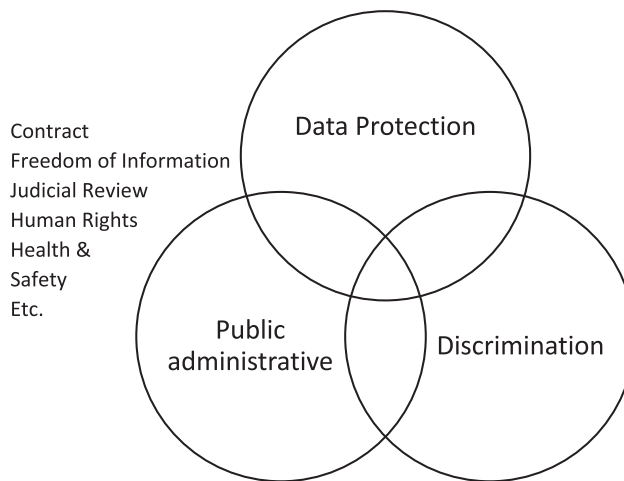 Contract
Freedom of Information
Judicial Review
Human Rights
Health &
Safety
Etc.
Data Protection
Public
administrative
Discrimination